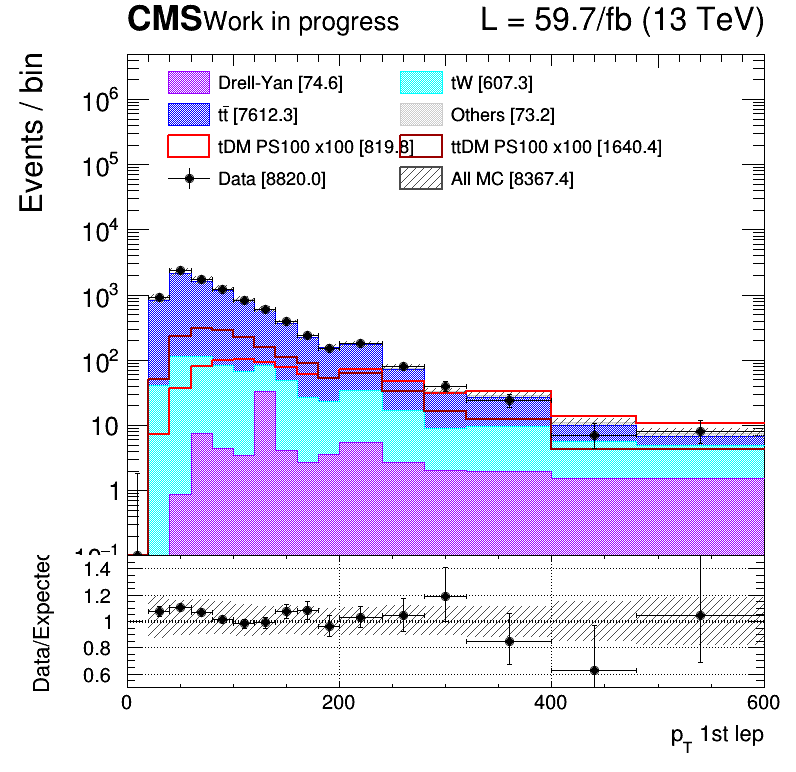 CMS Work in progress L = 59.7/fb (13 TeV)
Events / bin
Drell-Yan [74.6] tW [607.3]
tt̄ [7612.3] Others [73.2]
tDM PS100 x100 [819.8] ttDM PS100 x100 [1640.4]
Data [8820.0] All MC [8367.4]
10⁶
10⁵
10⁴
10³
10²
10
1
10⁻¹
Data/Expected
1.4
1.2
1
0.8
0.6
0 200 400 600
p_T 1st lep